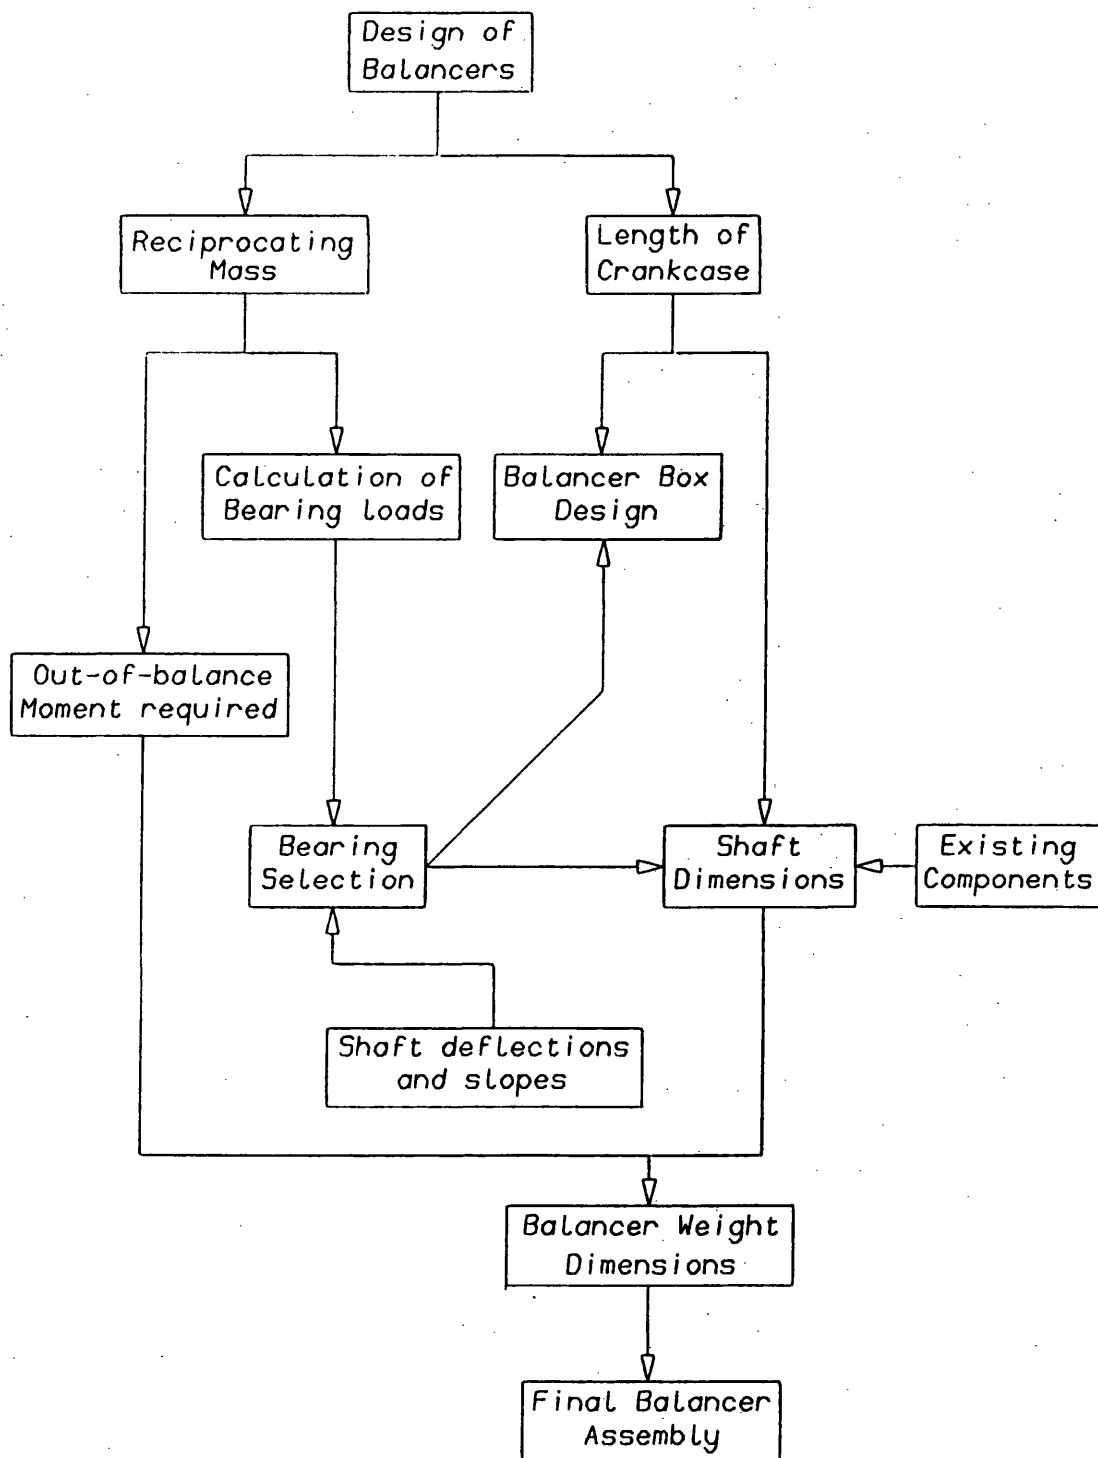 Design of
Balancers
Reciprocating
Mass
Length of
Crankcase
Calculation of
Bearing loads
Balancer Box
Design
Out-of-balance
Moment required
Bearing
Selection
Shaft
Dimensions
Existing
Components
Shaft deflections
and slopes
Balancer Weight
Dimensions
Final Balancer
Assembly